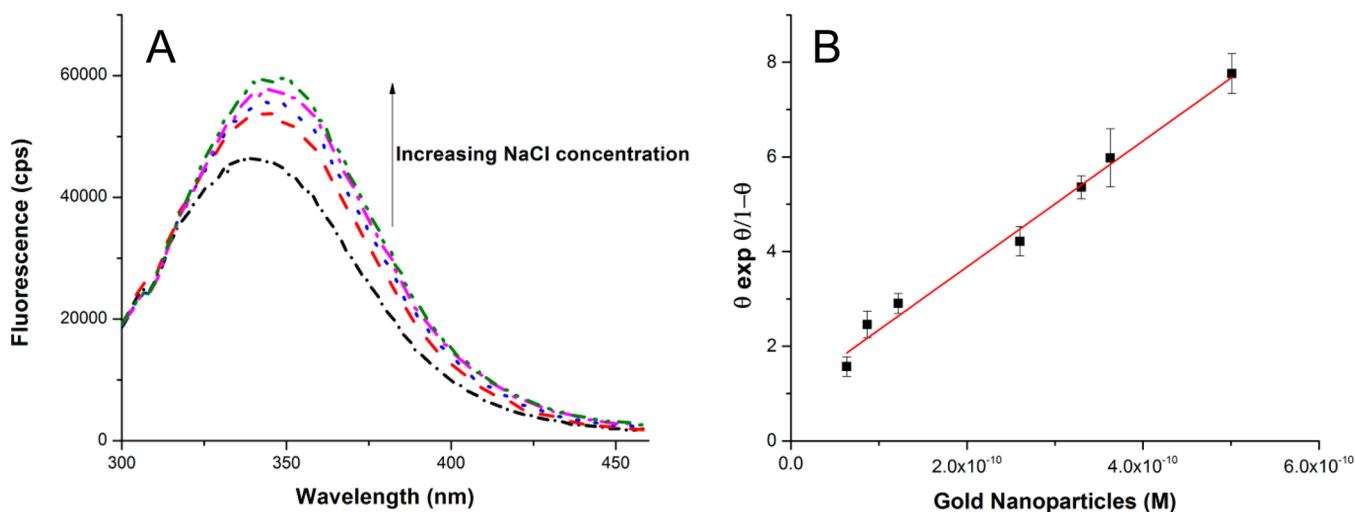 A
60000
40000
20000
0
Fluorescence (cps)
Increasing NaCl concentration
300
350
400
450
Wavelength (nm)
B
8
6
4
2
0
θ exp θ/1–θ
0.0
2.0x10⁻¹⁰
4.0x10⁻¹⁰
6.0x10⁻¹⁰
Gold Nanoparticles (M)